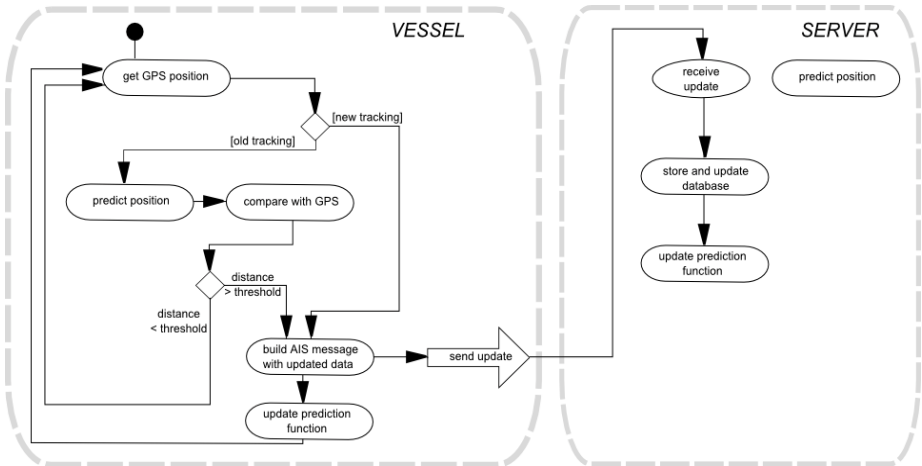 VESSEL
get GPS position
[new tracking]
[old tracking]
predict position
compare with GPS
distance
> threshold
distance
< threshold
build AIS message
with updated data
send update
update prediction
function
SERVER
receive
update
predict position
store and update
database
update prediction
function